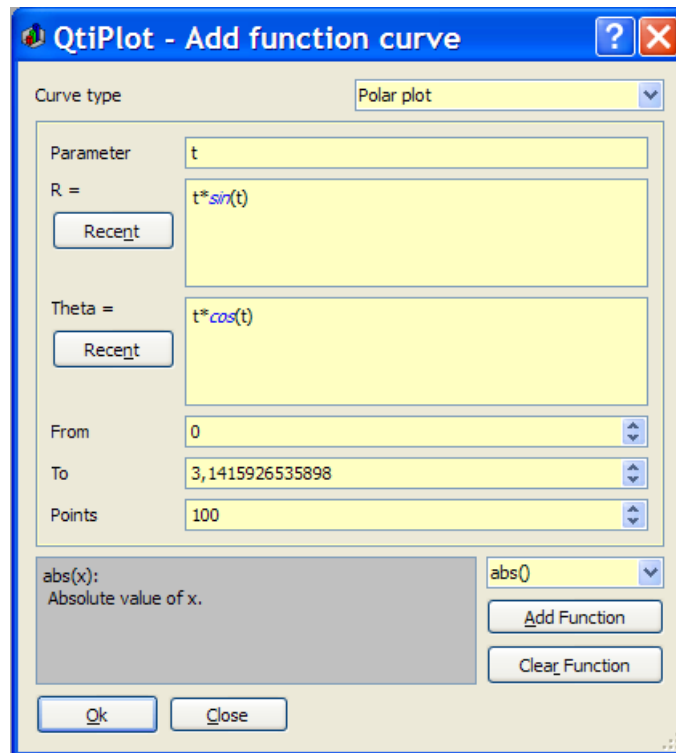 QtiPlot - Add function curve
Curve type Polar plot
Parameter t
R = t*sin(t)
Recent
Theta = t*cos(t)
Recent
From 0
To 3,1415926535898
Points 100
abs(x):
Absolute value of x.
abs()
Add Function
Clear Function
Ok Close